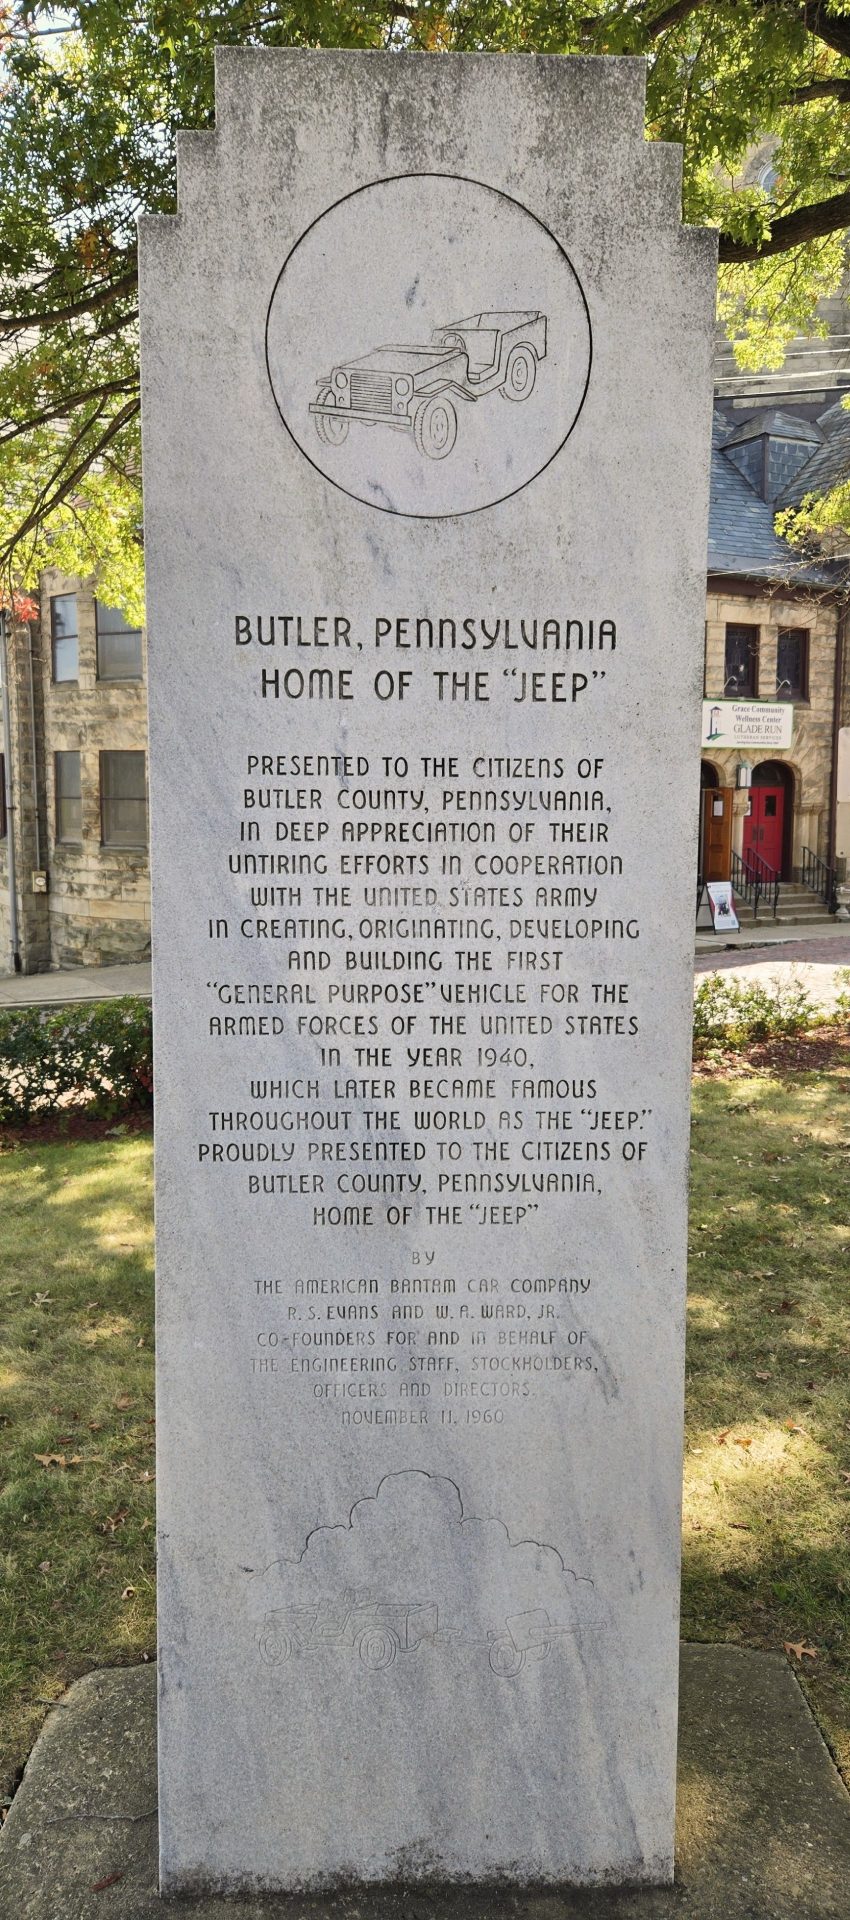 BUTLER, PENNSYLVANIA
HOME OF THE "JEEP"
PRESENTED TO THE CITIZENS OF
BUTLER COUNTY, PENNSYLVANIA,
IN DEEP APPRECIATION OF THEIR
UNTIRING EFFORTS IN COOPERATION
WITH THE UNITED STATES ARMY
IN CREATING, ORIGINATING, DEVELOPING
AND BUILDING THE FIRST
"GENERAL PURPOSE" VEHICLE FOR THE
ARMED FORCES OF THE UNITED STATES
IN THE YEAR 1940,
WHICH LATER BECAME FAMOUS
THROUGHOUT THE WORLD AS THE "JEEP."
PROUDLY PRESENTED TO THE CITIZENS OF
BUTLER COUNTY, PENNSYLVANIA,
HOME OF THE "JEEP"
BY
THE AMERICAN BANTAM CAR COMPANY
R. S. EVANS AND W. A. WARD, JR.
CO-FOUNDERS FOR AND IN BEHALF OF
THE ENGINEERING STAFF, STOCKHOLDERS,
OFFICERS AND DIRECTORS.
NOVEMBER 11, 1960
Grace Community
Wellness Center
GLADE RUN
LUTHERAN SERVICES